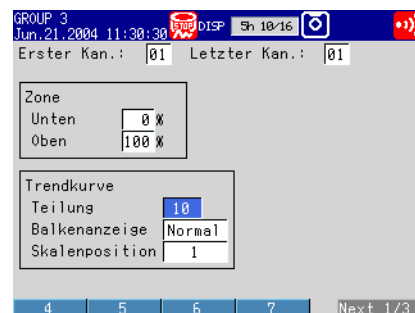 GROUP 3
Jun.21.2004 11:30:30 STOP DISP 5h 10/16
Erster Kan.: 01 Letzter Kan.: 01
Zone
Unten 0 %
Oben 100 %
Trendkurve
Teilung 10
Balkenanzeige Normal
Skalenposition 1
4 5 6 7 Next 1/3